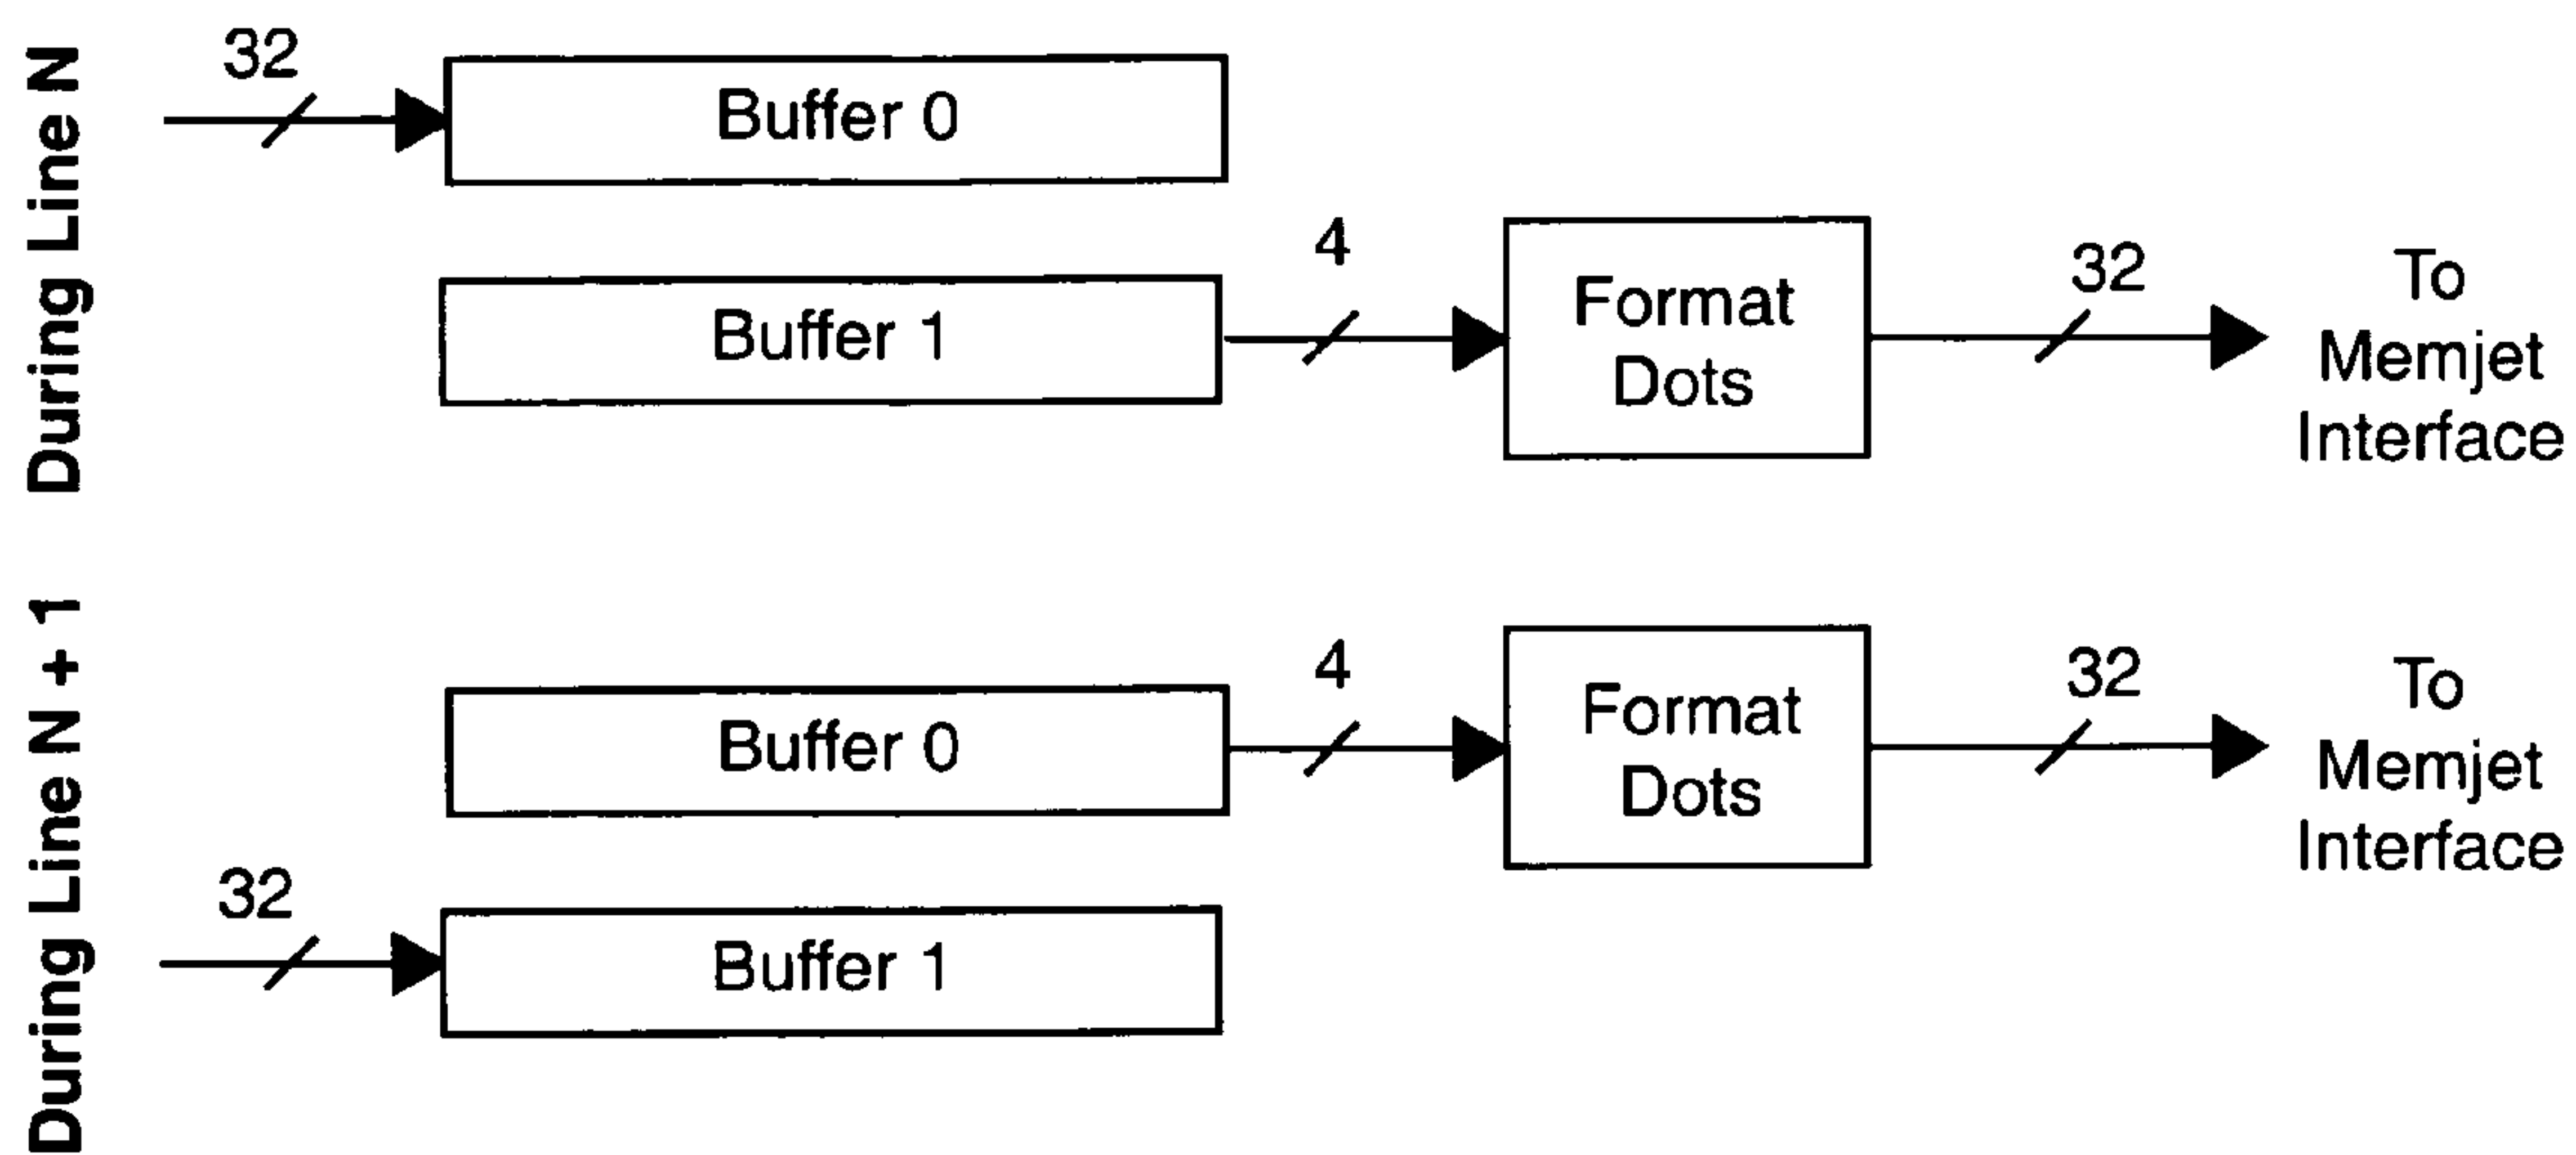 During Line N
32
Buffer 0
Buffer 1
4
Format
Dots
32
To
Memjet
Interface
During Line N + 1
Buffer 0
4
Format
Dots
32
To
Memjet
Interface
32
Buffer 1